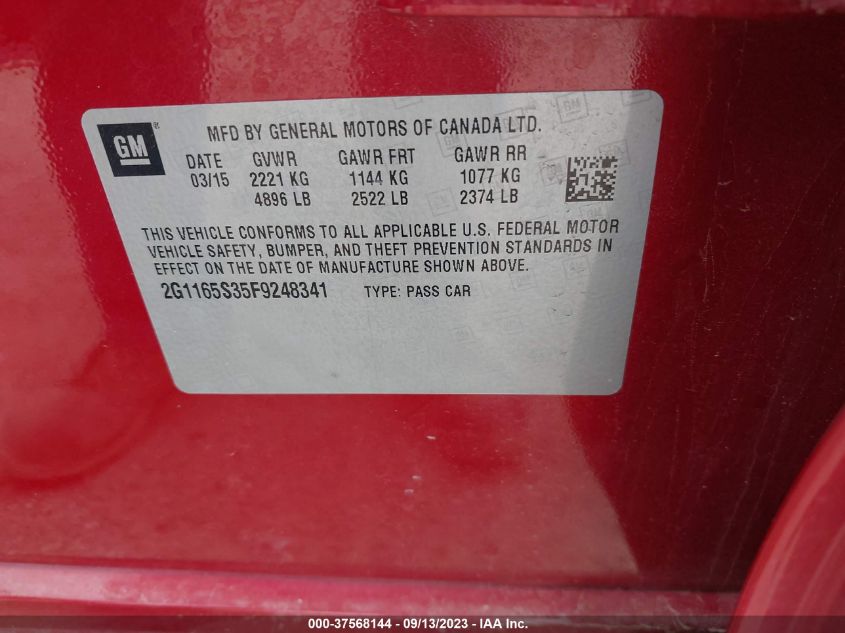 GM
MFD BY GENERAL MOTORS OF CANADA LTD.
DATE GVWR GAWR FRT GAWR RR
03/15 2221 KG 1144 KG 1077 KG
4896 LB 2522 LB 2374 LB
THIS VEHICLE CONFORMS TO ALL APPLICABLE U.S. FEDERAL MOTOR
VEHICLE SAFETY, BUMPER, AND THEFT PREVENTION STANDARDS IN
EFFECT ON THE DATE OF MANUFACTURE SHOWN ABOVE.
2G1165S35F9248341 TYPE: PASS CAR
000-37568144 - 09/13/2023 - IAA Inc.